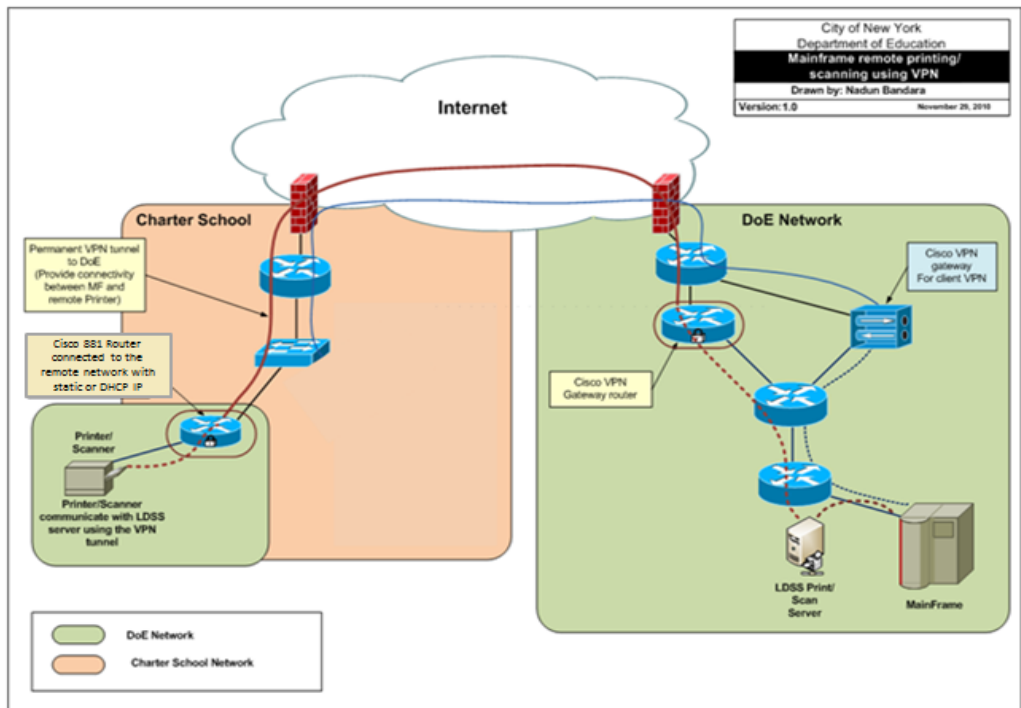 City of New York
Department of Education
Mainframe remote printing/
scanning using VPN
Drawn by: Nadun Bandara
Version:1.0
November 29, 2010
Internet
Charter School
DoE Network
Permanent VPN tunnel
to DoE
(Provide connectivity
between MF and
remote Printer)
Cisco VPN
gateway
For client VPN
Cisco 881 Router
connected to the
remote network with
static or DHCP IP
Cisco VPN
Gateway router
Printer/
Scanner
Printer/Scanner
communicate with LDSS
server using the VPN
tunnel
LDSS Print/
Scan
Server
MainFrame
DoE Network
Charter School Network